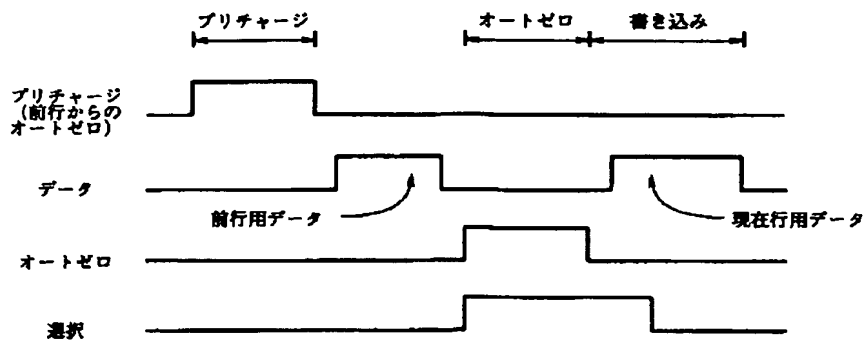 プリチャージ
オートゼロ
書き込み
プリチャージ
(前行からの
オートゼロ)
データ
前行用データ
現在行用データ
オートゼロ
選択